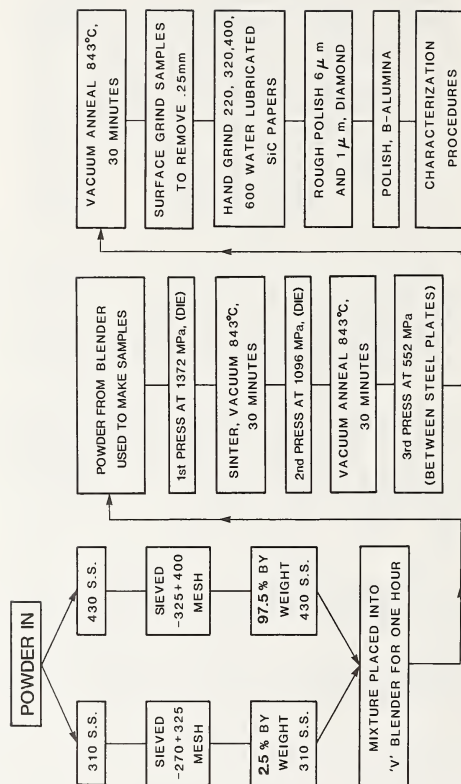 POWDER IN
310 S.S.
430 S.S.
SIEVED
-270+325
MESH
SIEVED
-325+400
MESH
2.5% BY
WEIGHT
310 S.S.
97.5% BY
WEIGHT
430 S.S.
MIXTURE PLACED INTO
'V' BLENDER FOR ONE HOUR
POWDER FROM BLENDER
USED TO MAKE SAMPLES
1st PRESS AT 1372 MPa, (DIE)
SINTER, VACUUM 843°C,
30 MINUTES
2nd PRESS AT 1096 MPa, (DIE)
VACUUM ANNEAL 843°C,
30 MINUTES
3rd PRESS AT 552 MPa
(BETWEEN STEEL PLATES)
VACUUM ANNEAL 843°C,
30 MINUTES
SURFACE GRIND SAMPLES
TO REMOVE .25mm
HAND GRIND 220, 320,400,
600 WATER LUBRICATED
SiC PAPERS
ROUGH POLISH 6μm
AND 1μm, DIAMOND
POLISH, B-ALUMINA
CHARACTERIZATION
PROCEDURES